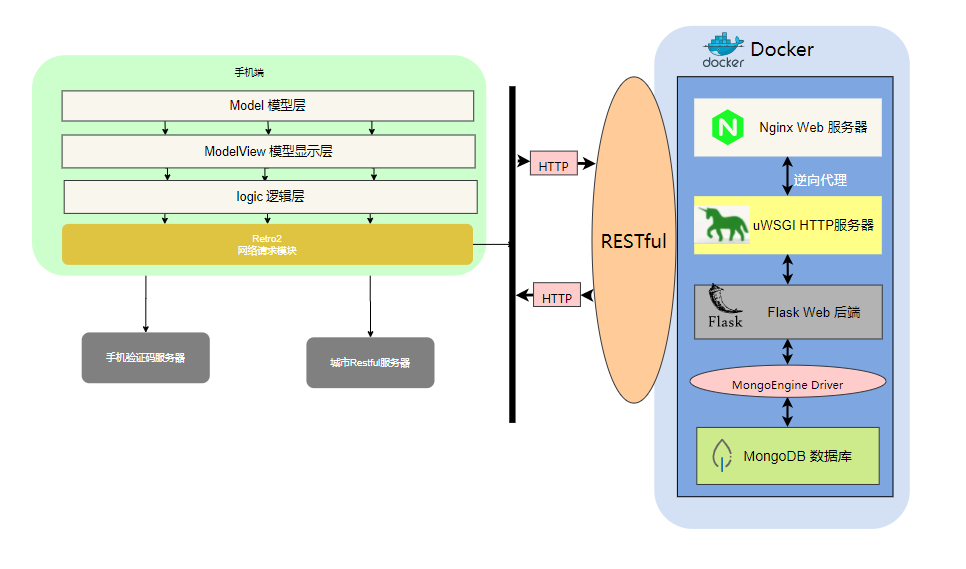 手机端
Model 模型层
ModelView 模型显示层
logic 逻辑层
Retro2
网络请求模块
手机验证码服务器
城市Restful服务器
HTTP
HTTP
RESTful
docker
Docker
Nginx Web 服务器
逆向代理
uWSGI HTTP服务器
Flask
Flask Web 后端
MongoEngine Driver
MongoDB 数据库